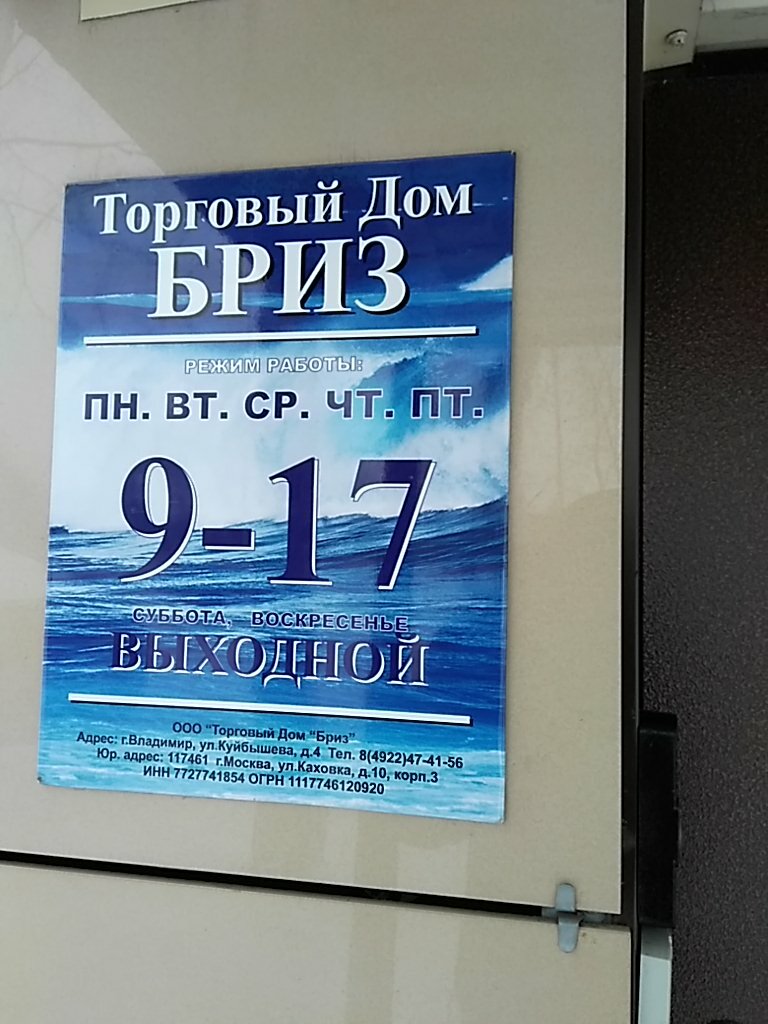 Торговый Дом
БРИЗ
РЕЖИМ РАБОТЫ:
ПН. ВТ. СР. ЧТ. ПТ.
9-17
СУББОТА, ВОСКРЕСЕНЬЕ
ВЫХОДНОЙ
ООО "Торговый Дом "Бриз"
Адрес: г.Владимир, ул.Куйбышева, д.4 Тел. 8(4922)47-41-56
Юр. адрес: 117461 г.Москва, ул.Каховка, д.10, корп.3
ИНН 7727741854 ОГРН 1117746120920